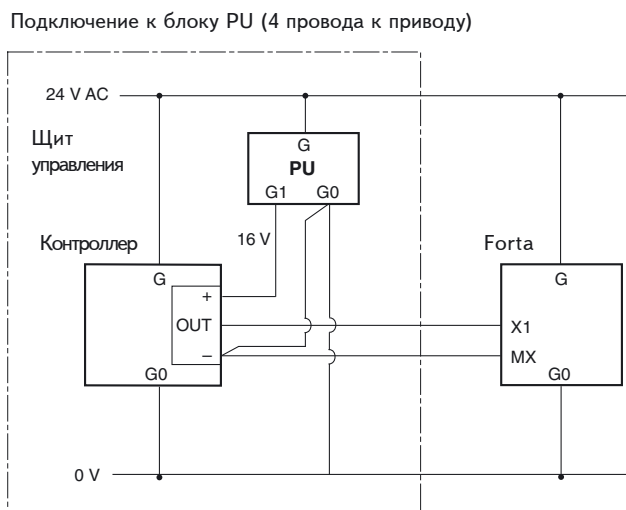 Подключение к блоку PU (4 провода к приводу)
24 V AC
Щит
управления
G
PU
G1 G0
16 V
Контроллер
Forta
G
G
+
OUT
X1
–
MX
G0
G0
0 V